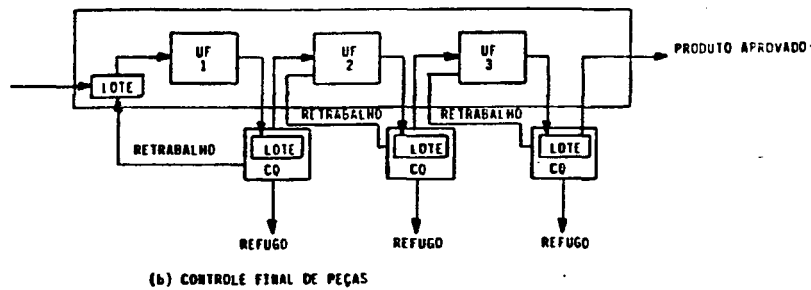 UF
1
UF
2
UF
3
PRODUTO APROVADO
LOTE
RETRABALHO
RETRABALHO
RETRABALHO
LOTE
CQ
LOTE
CQ
LOTE
CQ
REFUGO
REFUGO
REFUGO
(b) CONTROLE FINAL DE PEÇAS